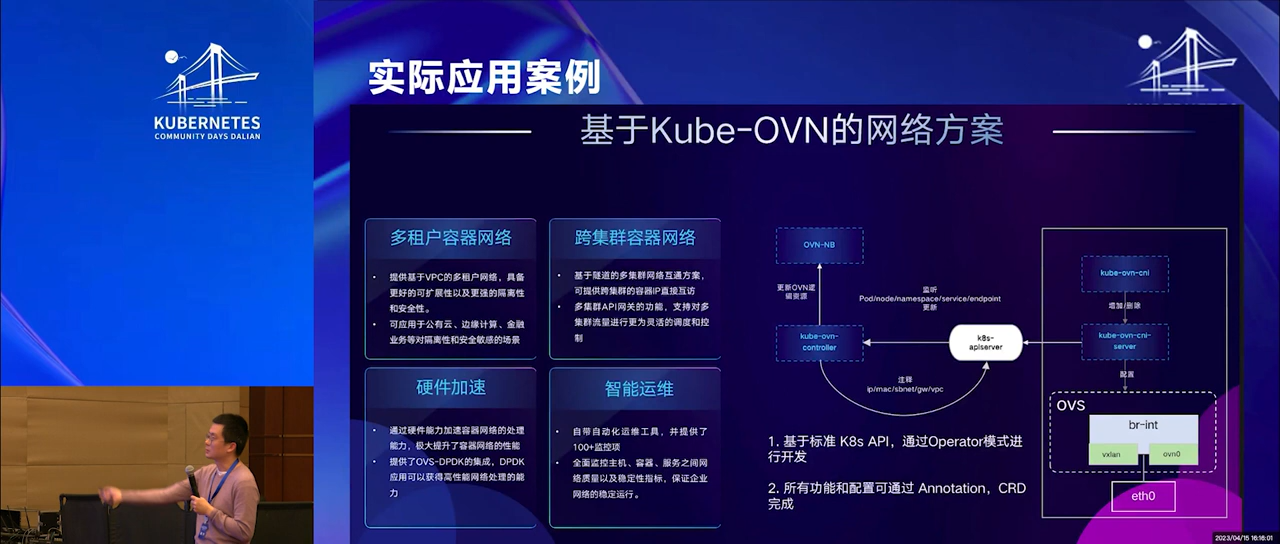 KUBERNETES
COMMUNITY DAYS DALIAN
实际应用案例
基于Kube-OVN的网络方案
多租户容器网络
• 提供基于VPC的多租户网络，具备
更好的可扩展性以及更强的隔离性
和安全性。
• 可应用于公有云、边缘计算、金融
业务等对隔离性和安全敏感的场景
跨集群容器网络
• 基于隧道的多集群网络互通方案，
可提供跨集群的容器IP直接互访
• 多集群API网关的功能，支持对多
集群流量进行更为灵活的调度和控
制
硬件加速
• 通过硬件能力加速容器网络的处理
能力，极大提升了容器网络的性能
• 提供了OVS-DPDK的集成，DPDK
应用可以获得高性能网络处理的能
力
智能运维
• 自带自动化运维工具，并提供了
100+监控项
• 全面监控主机、容器、服务之间网
络质量以及稳定性指标，保证企业
网络的稳定运行。
OVN-NB
更新OVN逻
辑资源
kube-ovn-
controller
监听
Pod/node/namespace/service/endpoint
更新
k8s-
apiserver
注释
ip/mac/sbnet/gw/vpc
kube-ovn-cni
增加/删除
kube-ovn-cni-
server
配置
OVS
br-int
vxlan
ovn0
eth0
1. 基于标准 K8s API，通过Operator模式进
行开发
2. 所有功能和配置可通过 Annotation，CRD
完成
2023/04/15 16:16:01